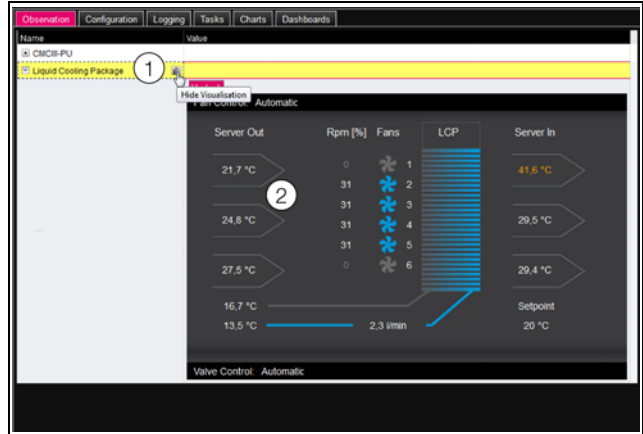 Observation Configuration Logging Tasks Charts Dashboards
Name Value
CMCIII-PU
Liquid Cooling Package 1
Hide Visualisation
Fan Control: Automatic
Server Out Rpm [%] Fans LCP Server In
21,7 °C 0 1 41,6 °C
31 2
2
31 3
24,8 °C 31 4 29,5 °C
31 5
27,5 °C 0 6 29,4 °C
16,7 °C Setpoint
13,5 °C 2,3 l/min 20 °C
Valve Control: Automatic